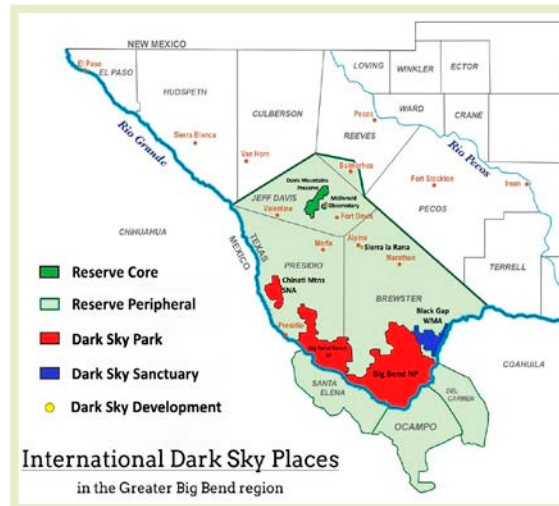 NEW MEXICO
El Paso
EL PASO
HUDSPETH
CULBERSON
LOVING
WINKLER
ECTOR
WARD
CRANE
Pecos
REEVES
Sierra Blanca
Van Horn
Rio Grande
Rio Pecos
Balmorhea
Davis Mountains
Preserve
McDonald
Observatory
JEFF DAVIS
Valentine
Fort Davis
Fort Stockton
PECOS
Iraan
CHIHUAHUA
MEXICO
TEXAS
Alpine
Sierra la Rana
Marfa
Marathon
PRESIDIO
BREWSTER
TERRELL
Chinati Mtns
SNA
Black Gap
WMA
Presidio
Big Bend Ranch
SP
Big Bend NP
COAHUILA
SANTA
ELENA
DEL
CARMEN
OCAMPO
Reserve Core
Reserve Peripheral
Dark Sky Park
Dark Sky Sanctuary
Dark Sky Development
International Dark Sky Places
in the Greater Big Bend region